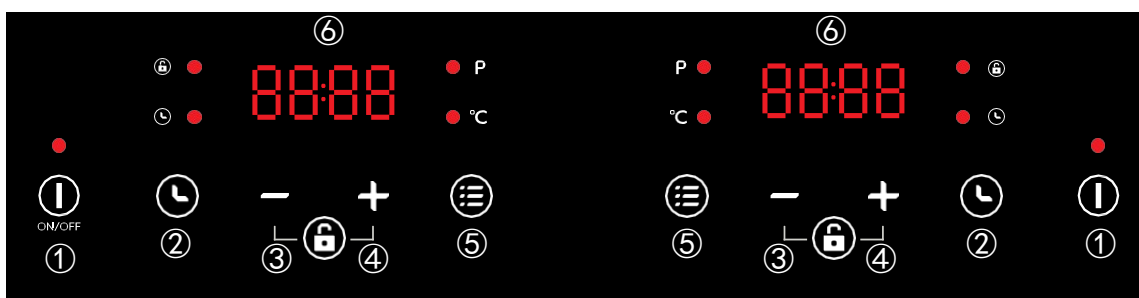 ⑥ ⑥
P P
88:88 88:88
℃ ℃
ON/OFF
① ② ③ ④ ⑤ ⑤ ③ ④ ② ①